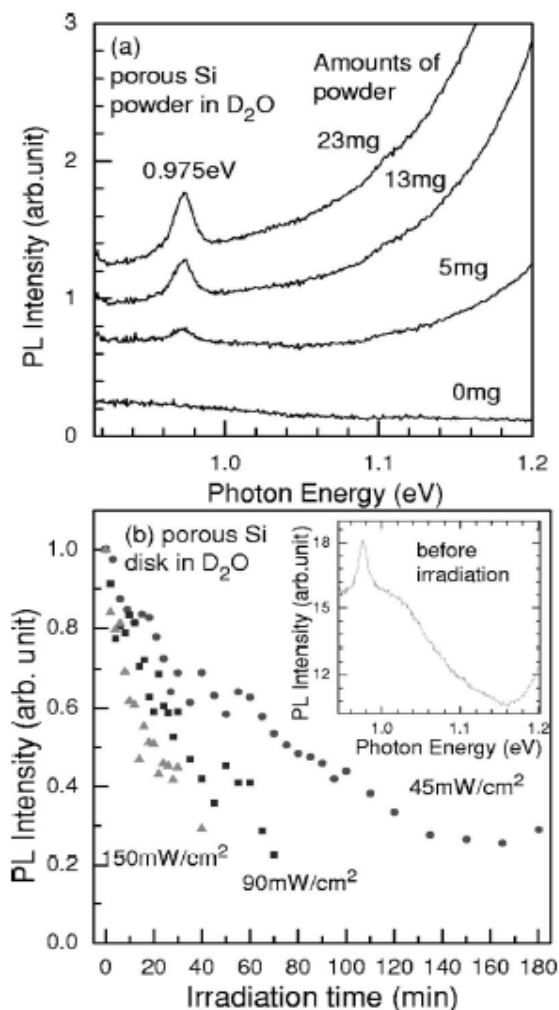 3
(a)
porous Si
powder in D₂O
Amounts of
powder
23mg
0.975eV
13mg
2
5mg
1
0mg
0
PL Intensity (arb.unit)
1.0
1.1
1.2
Photon Energy (eV)
(b) porous Si
disk in D₂O
before
irradiation
18
15
12
PL Intensity (arb.unit)
1.0
1.1
1.2
Photon Energy (eV)
1.0
0.8
0.6
0.4
0.2
0.0
PL Intensity (arb. unit)
45mW/cm²
150mW/cm²
90mW/cm²
0 20 40 60 80 100 120 140 160 180
Irradiation time (min)